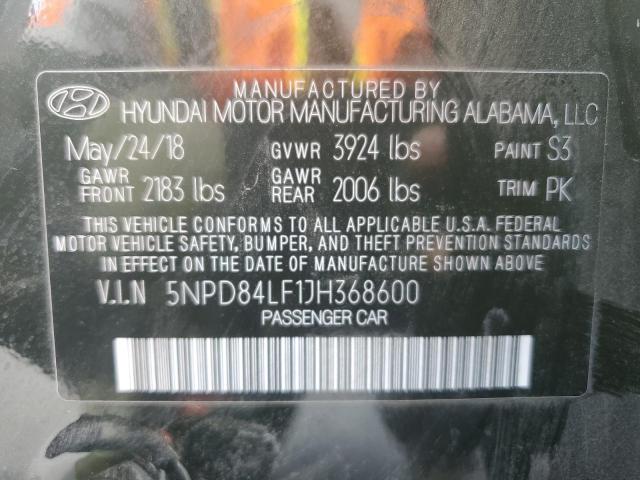 MANUFACTURED BY
HYUNDAI MOTOR MANUFACTURING ALABAMA, LLC
May/24/18 GVWR 3924 lbs PAINT S3
GAWR FRONT 2183 lbs GAWR REAR 2006 lbs TRIM PK
THIS VEHICLE CONFORMS TO ALL APPLICABLE U.S.A. FEDERAL
MOTOR VEHICLE SAFETY, BUMPER, AND THEFT PREVENTION STANDARDS
IN EFFECT ON THE DATE OF MANUFACTURE SHOWN ABOVE.
V.I.N 5NPD84LF1JH368600
PASSENGER CAR